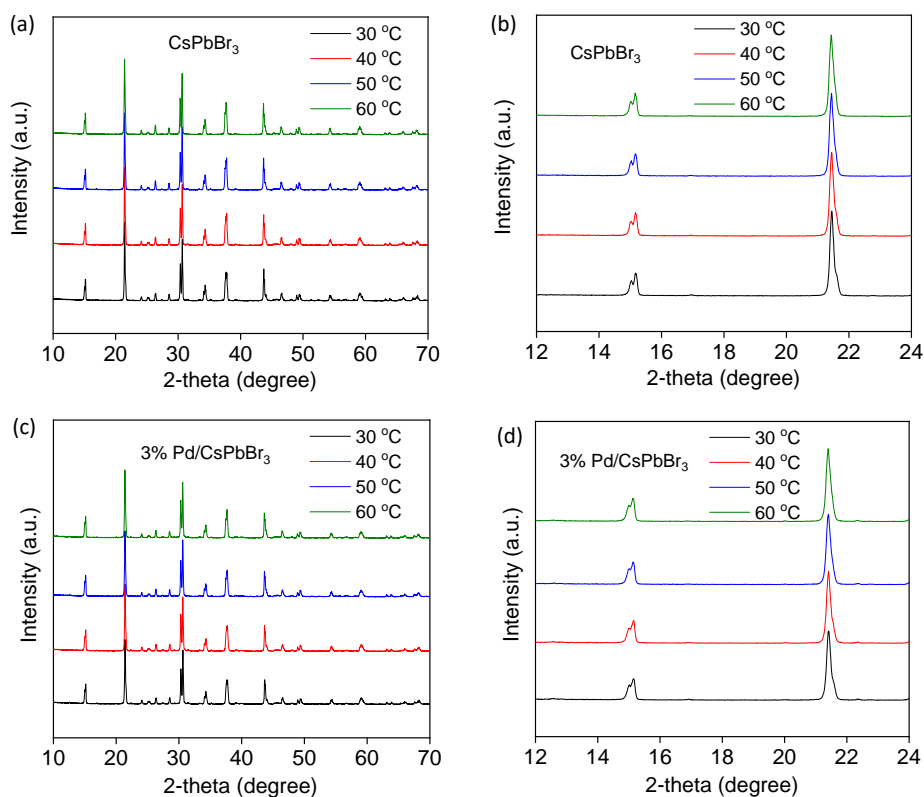 (a)
CsPbBr₃
30 °C
40 °C
50 °C
60 °C
Intensity (a.u.)
10 20 30 40 50 60 70
2-theta (degree)
(b)
CsPbBr₃
30 °C
40 °C
50 °C
60 °C
Intensity (a.u.)
12 14 16 18 20 22 24
2-theta (degree)
(c)
3% Pd/CsPbBr₃
30 °C
40 °C
50 °C
60 °C
Intensity (a.u.)
10 20 30 40 50 60 70
2-theta (degree)
(d)
3% Pd/CsPbBr₃
30 °C
40 °C
50 °C
60 °C
Intensity (a.u.)
12 14 16 18 20 22 24
2-theta (degree)